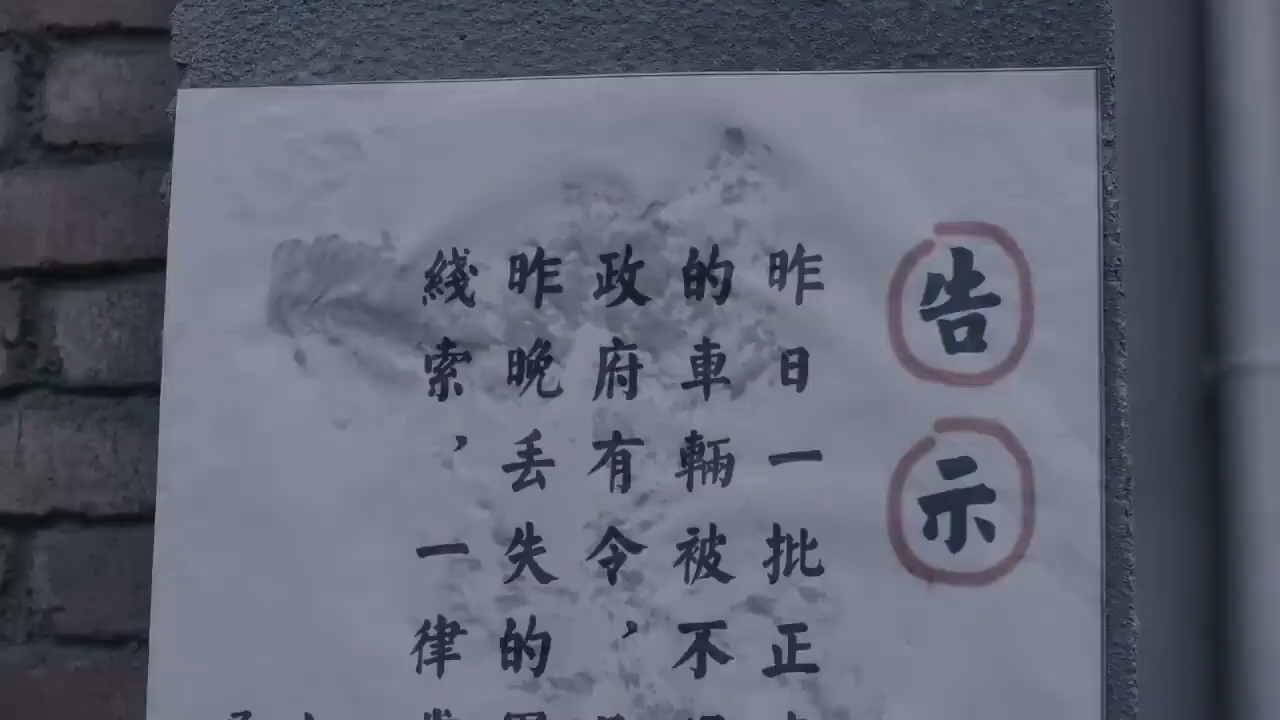 告示
昨日一批正
的車輛被不
政府有令，
昨晚丟失的
綫索，一律